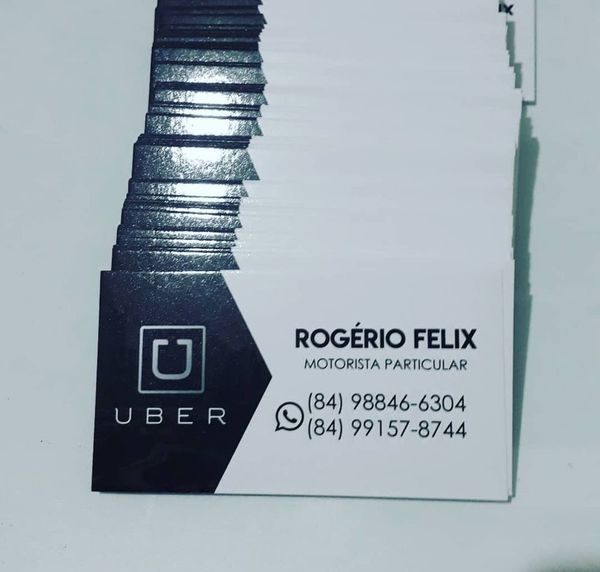 U
UBER
ROGÉRIO FELIX
MOTORISTA PARTICULAR
(84) 98846-6304
(84) 99157-8744